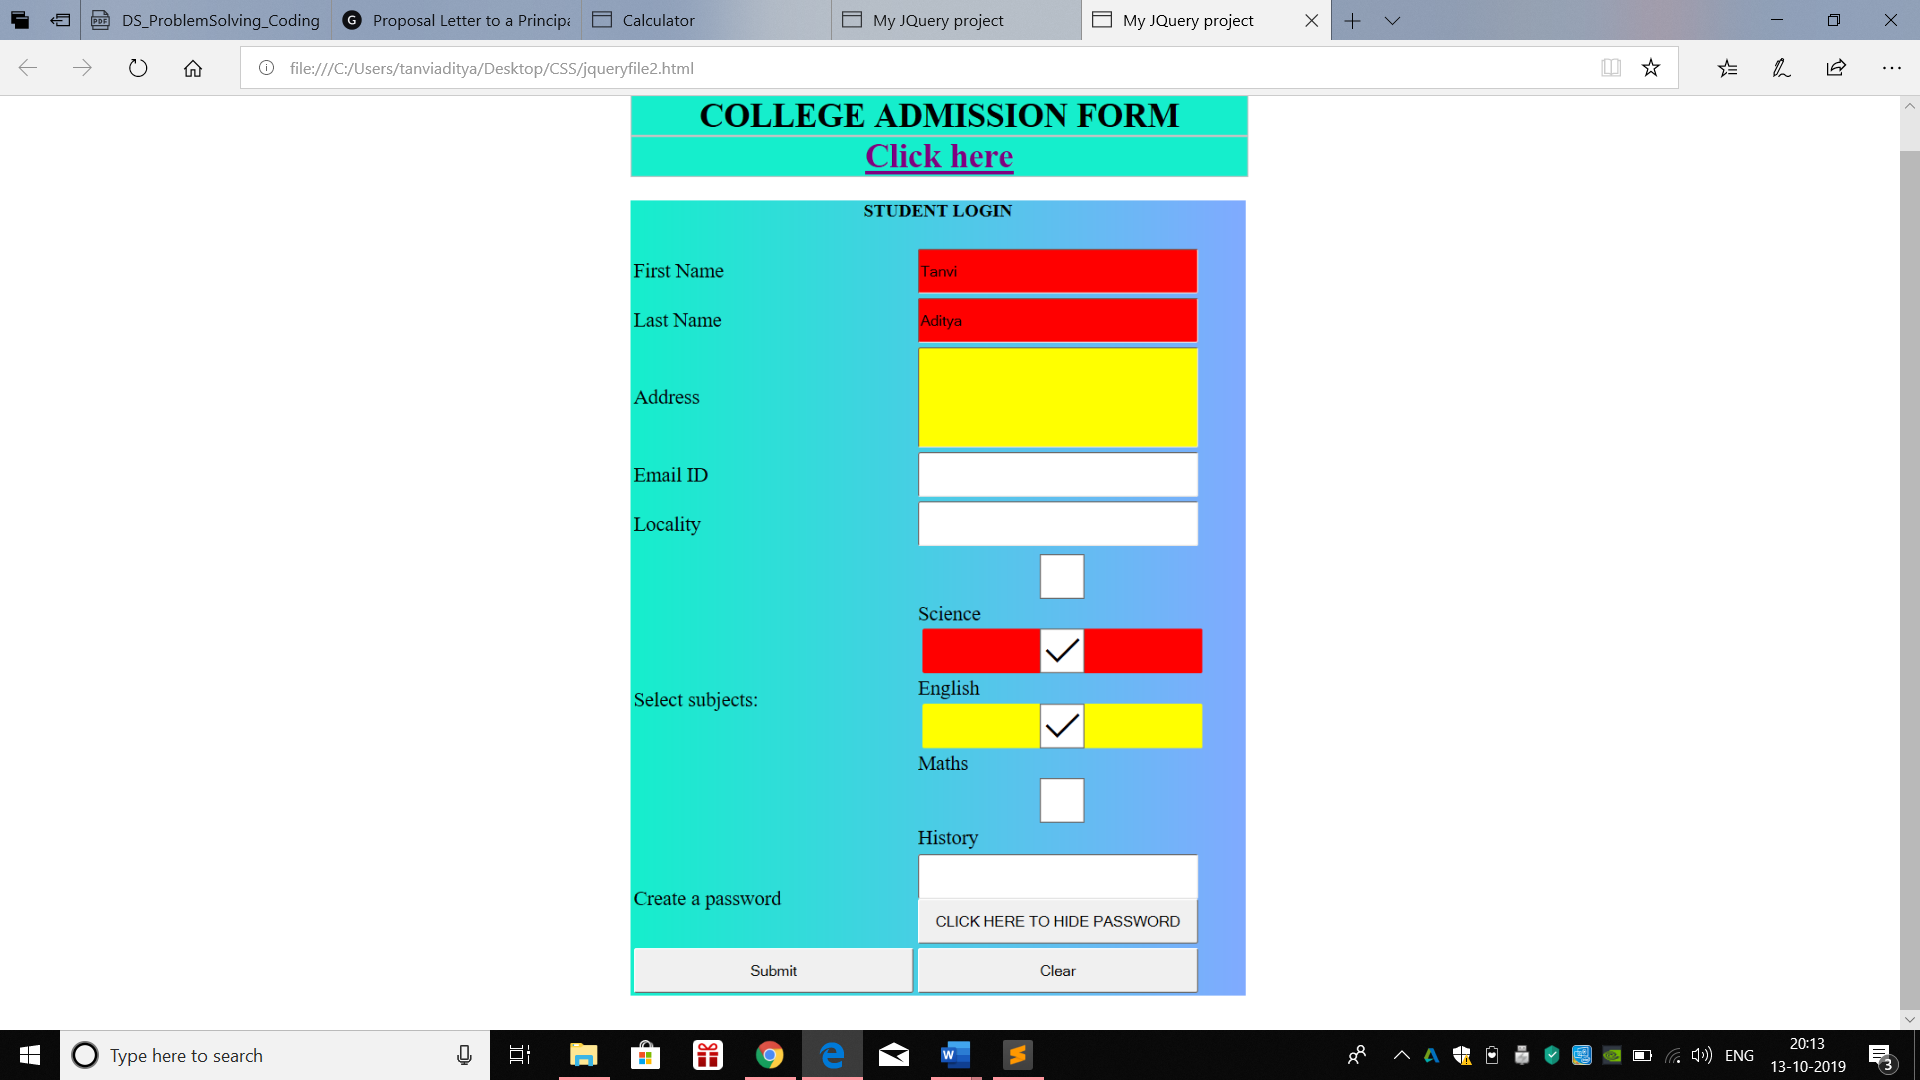 DS_ProblemSolving_Coding
Proposal Letter to a Principa
Calculator
My JQuery project
My JQuery project
file:///C:/Users/tanviaditya/Desktop/CSS/jqueryfile2.html
COLLEGE ADMISSION FORM
Click here
STUDENT LOGIN
First Name
Tanvi
Last Name
Aditya
Address
Email ID
Locality
Science
English
Select subjects:
Maths
History
Create a password
CLICK HERE TO HIDE PASSWORD
Submit
Clear
Type here to search
ENG
20:13
13-10-2019
3